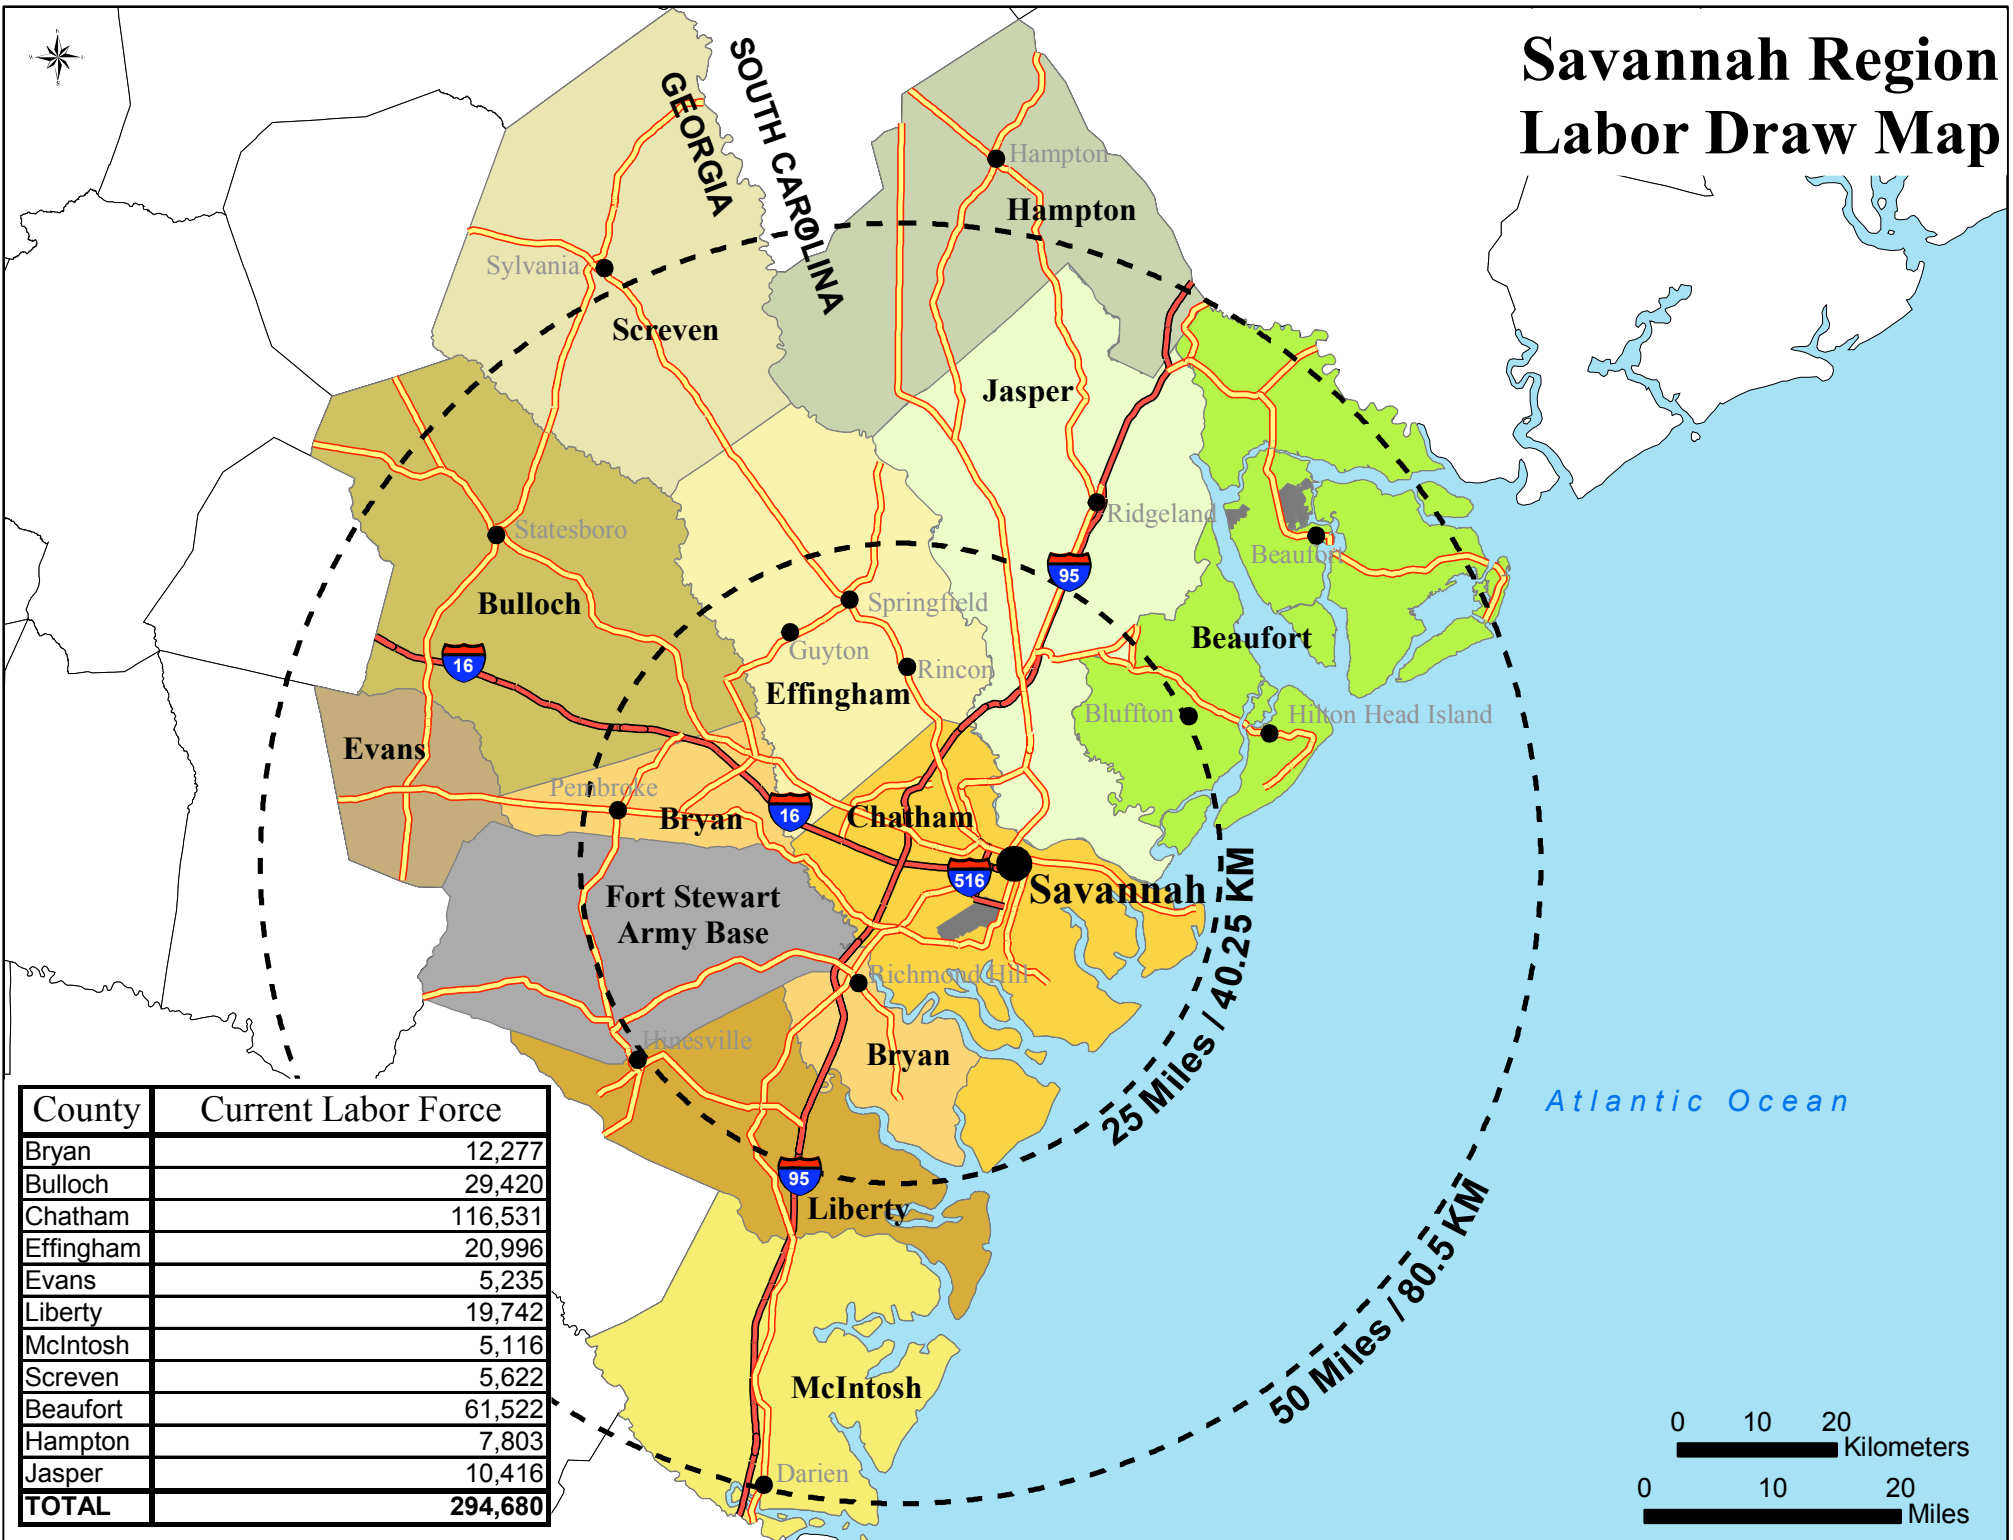 Savannah Region
Labor Draw Map
GEORGIA
SOUTH CAROLINA
Hampton
Hampton
Sylvania
Screven
Jasper
Ridgeland
Statesboro
95
Beaufort
Bulloch
Springfield
Beaufort
16
Guyton
Rincon
Effingham
Bluffton
Hilton Head Island
Evans
Pembroke
Bryan
16
Chatham
516
Savannah
Fort Stewart
Army Base
Richmond Hill
Hinesville
Bryan
25 Miles / 40.25 KM
Atlantic Ocean
95
Liberty
50 Miles / 80.5 KM
McIntosh
Darien
County Current Labor Force
Bryan 12,277
Bulloch 29,420
Chatham 116,531
Effingham 20,996
Evans 5,235
Liberty 19,742
McIntosh 5,116
Screven 5,622
Beaufort 61,522
Hampton 7,803
Jasper 10,416
TOTAL 294,680
0 10 20
Kilometers
0 10 20
Miles